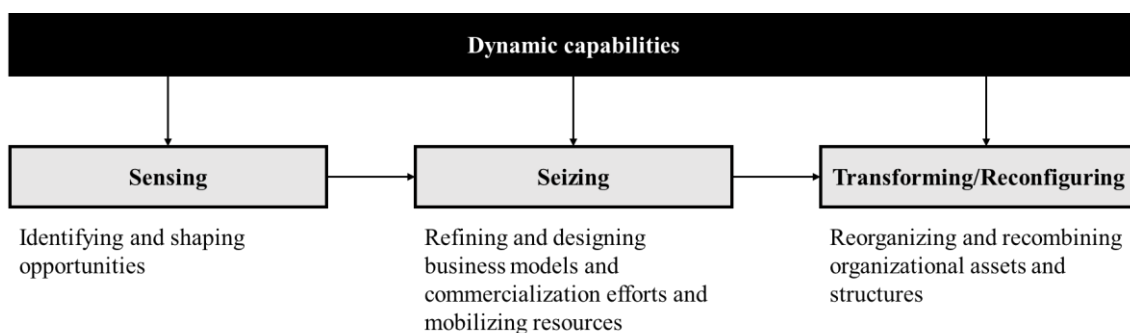 Dynamic capabilities
Sensing
Seizing
Transforming/Reconfiguring
Identifying and shaping
opportunities
Refining and designing
business models and
commercialization efforts and
mobilizing resources
Reorganizing and recombining
organizational assets and
structures